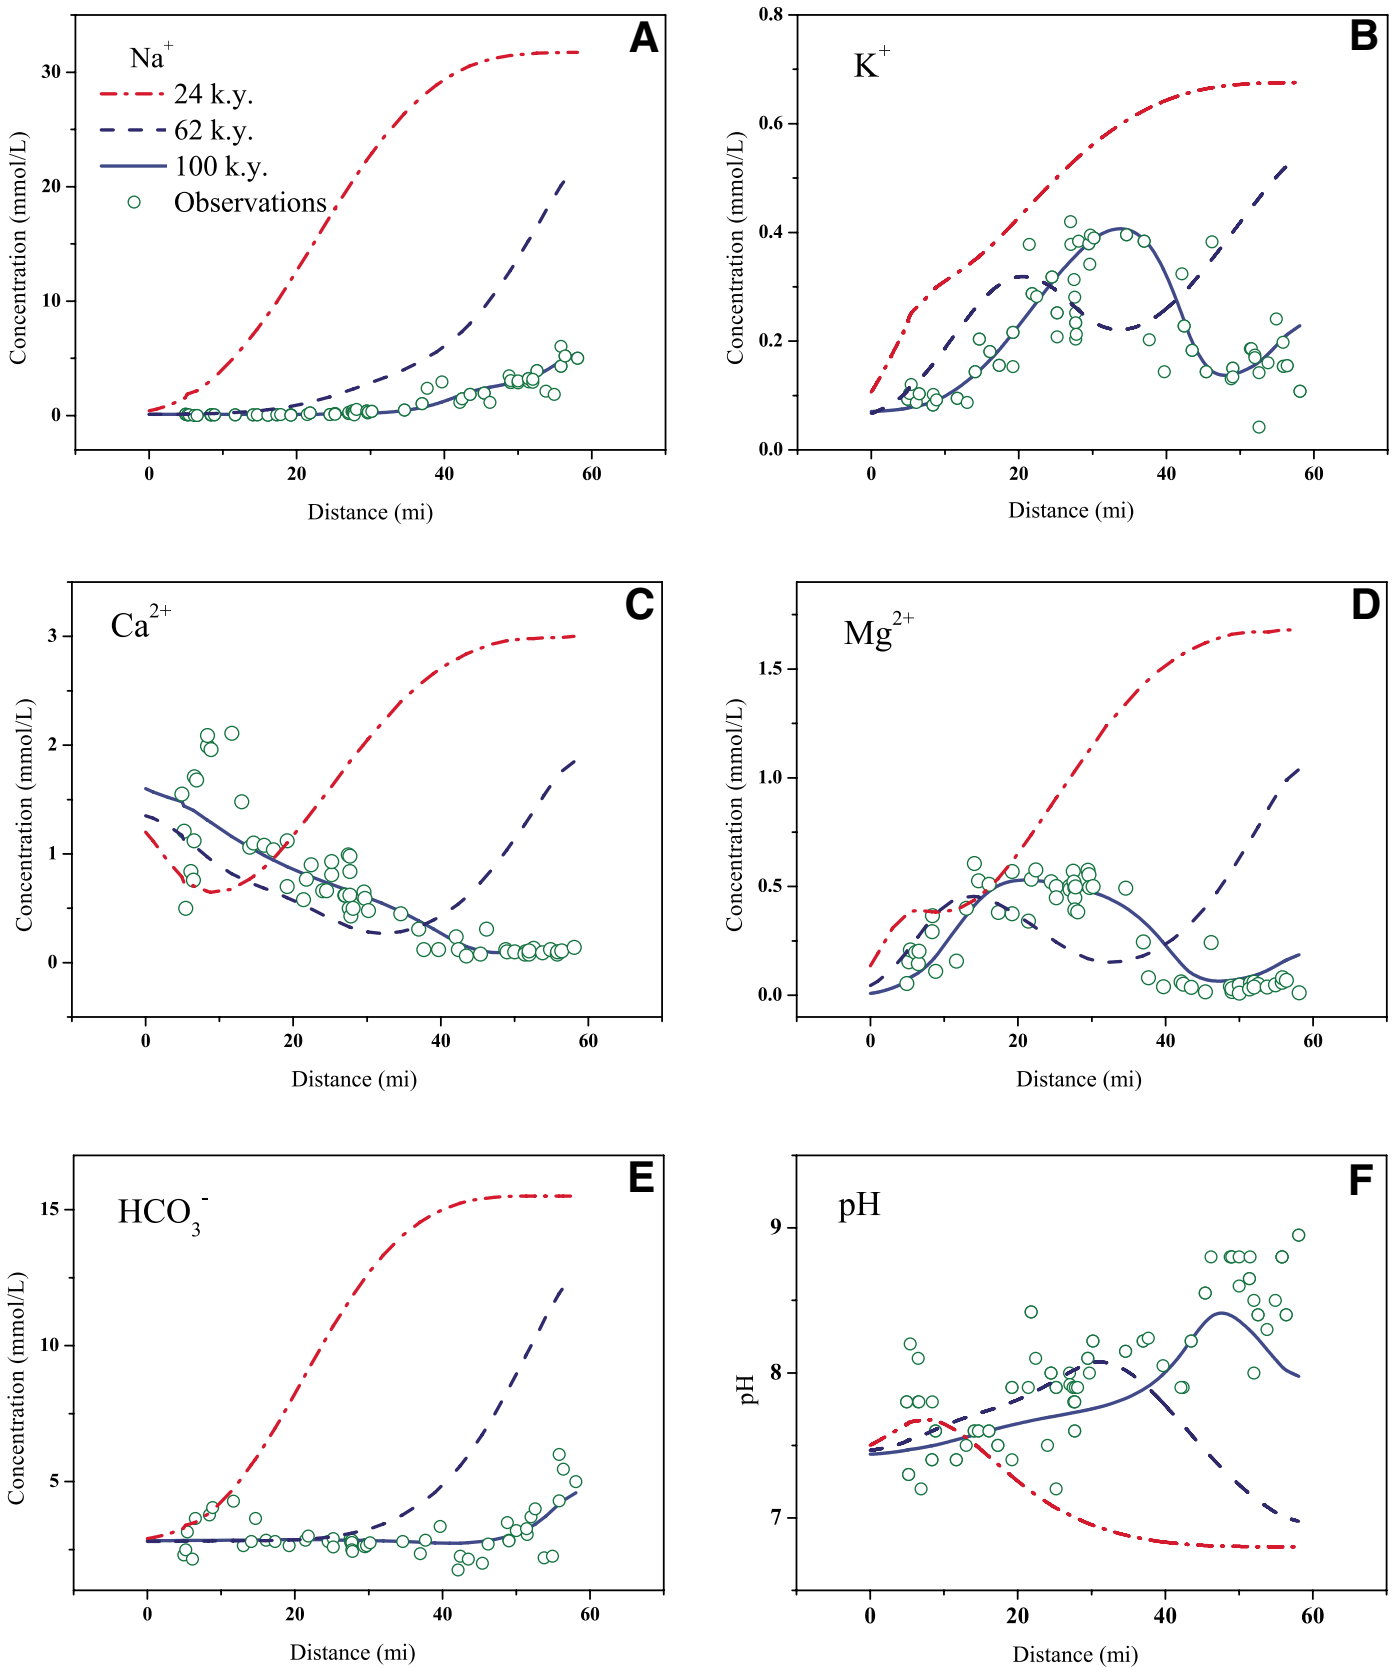 A
Na+
24 k.y.
62 k.y.
100 k.y.
Observations
30
20
10
0
Concentration (mmol/L)
0 20 40 60
Distance (mi)
B
K+
0.8
0.6
0.4
0.2
0.0
Concentration (mmol/L)
0 20 40 60
Distance (mi)
C
Ca2+
3
2
1
0
Concentration (mmol/L)
0 20 40 60
Distance (mi)
D
Mg2+
1.5
1.0
0.5
0.0
Concentration (mmol/L)
0 20 40 60
Distance (mi)
E
HCO3-
15
10
5
Concentration (mmol/L)
0 20 40 60
Distance (mi)
F
pH
9
8
7
pH
0 20 40 60
Distance (mi)